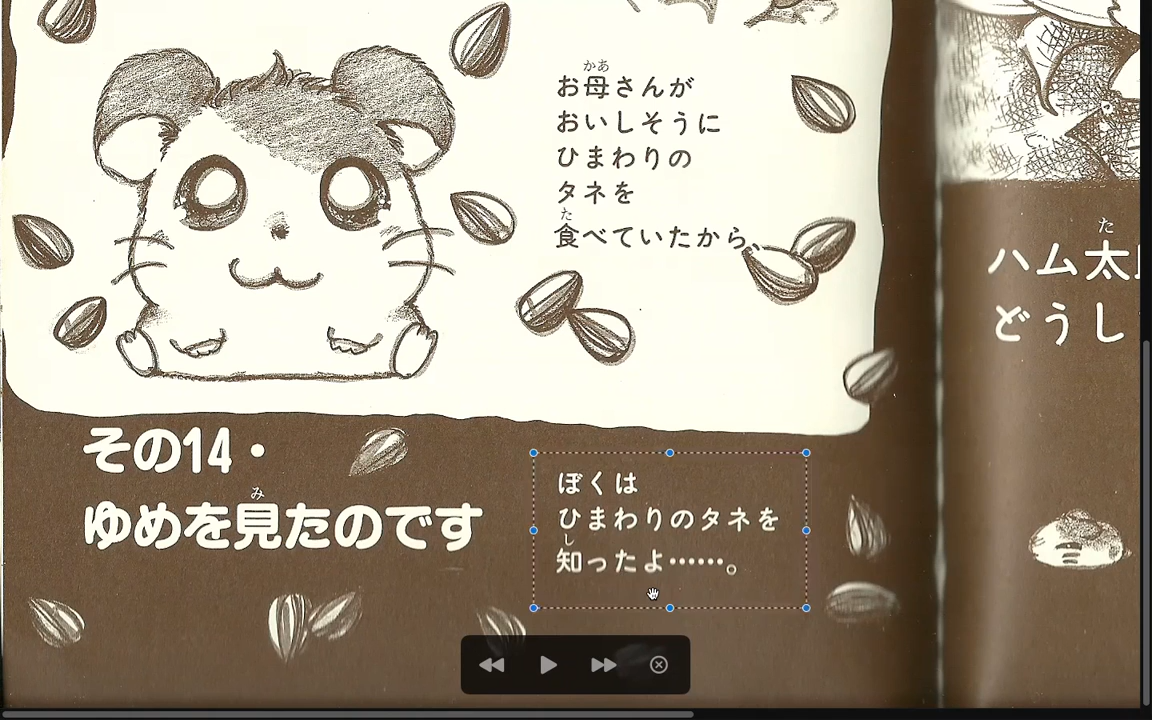 お母さんが
おいしそうに
ひまわりの
タネを
食べていたから、
その14・
ゆめを見たのです
ぼくは
ひまわりのタネを
知ったよ……。
ハム太
どうし